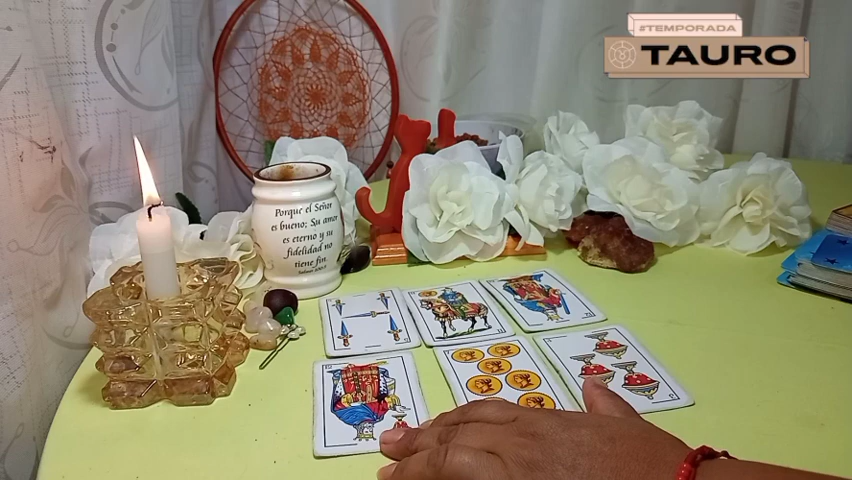 #TEMPORADA
TAURO
Porque el Señor
es bueno; Su amor
es eterno y su
fidelidad no
tiene fin.